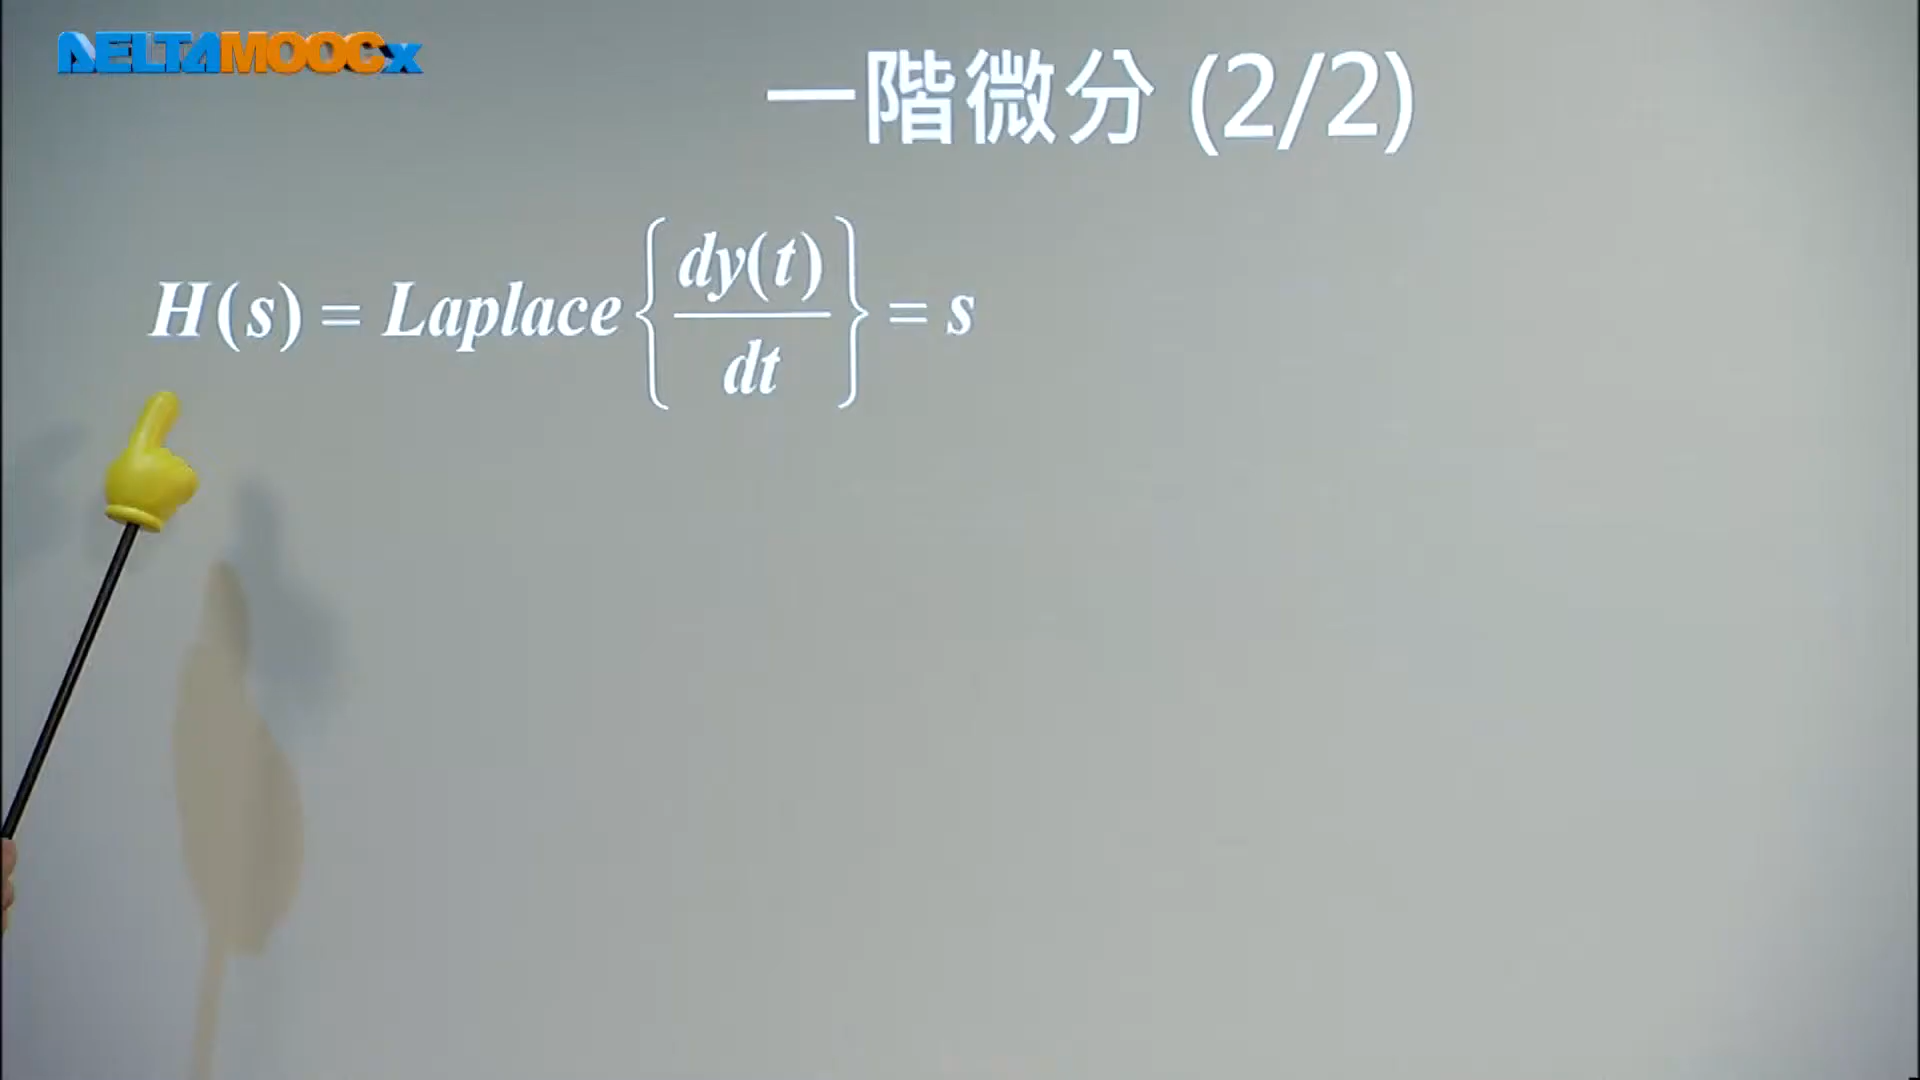 DELTAMOOCx
一階微分 (2/2)
H(s) = Laplace{dy(t)/dt} = s